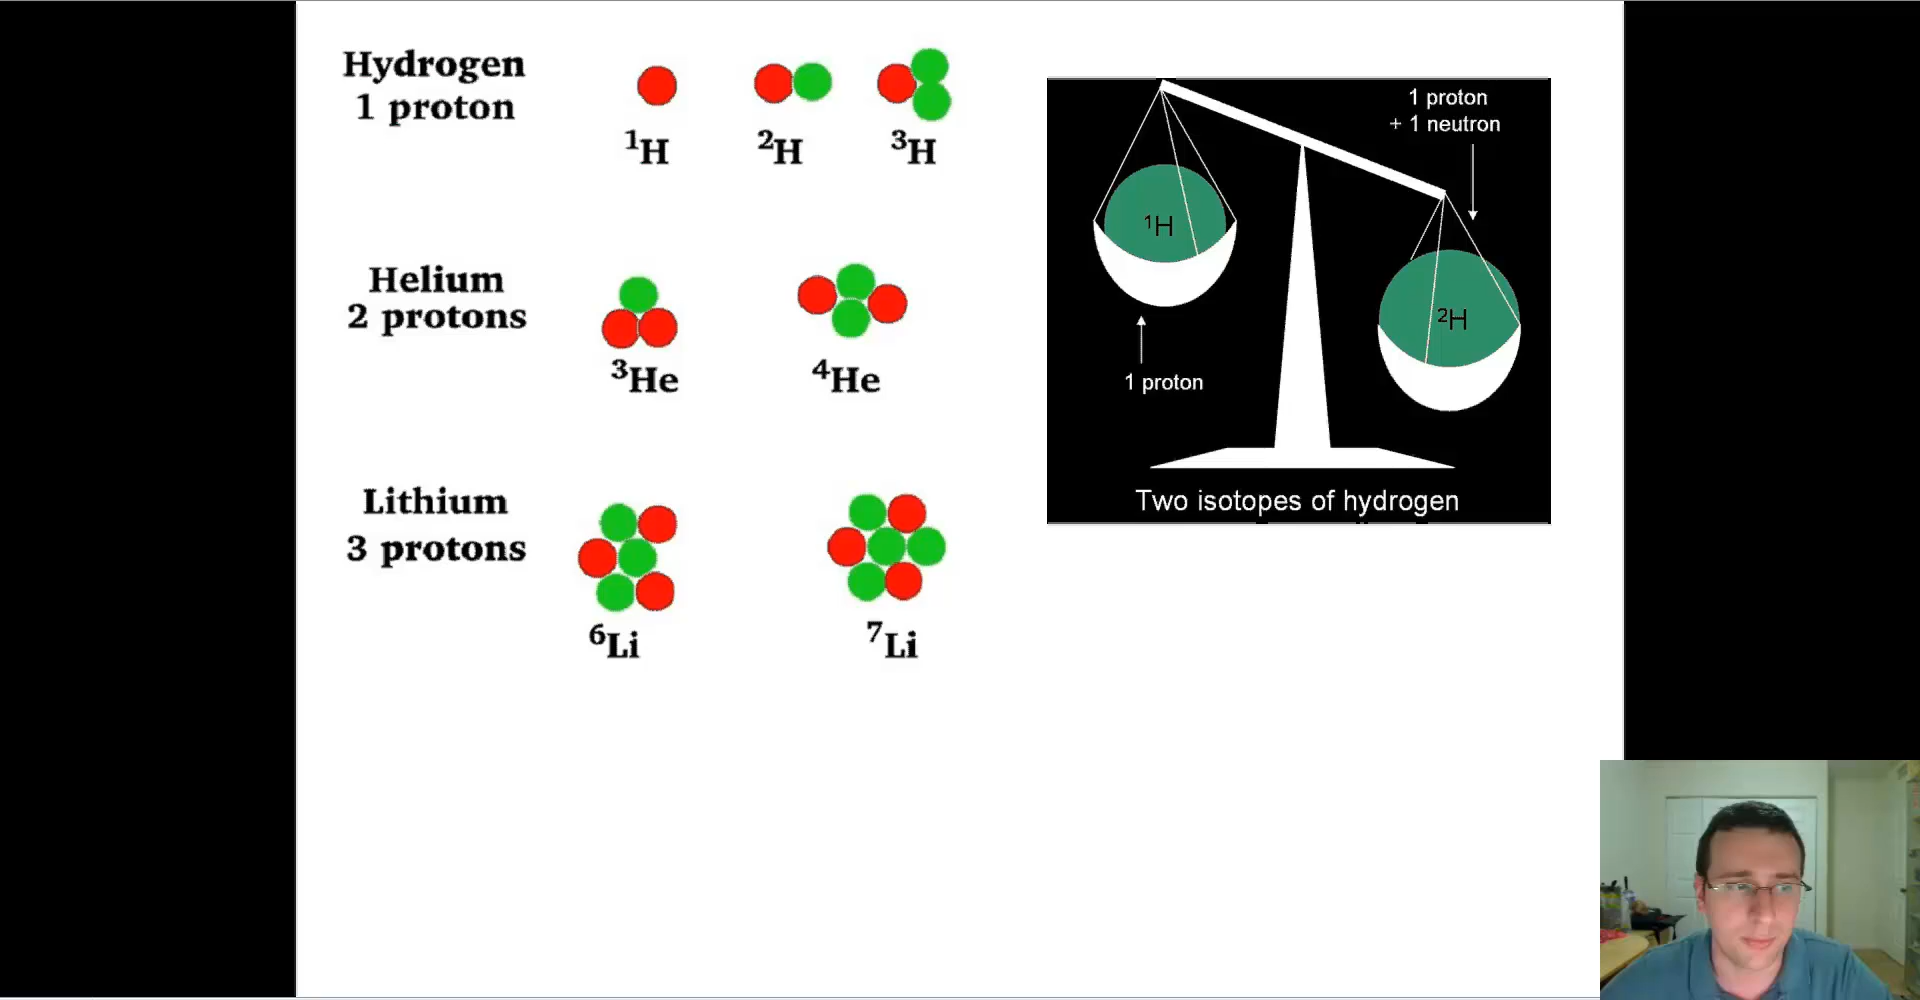 Hydrogen
1 proton
¹H
²H
³H
Helium
2 protons
³He
⁴He
Lithium
3 protons
⁶Li
⁷Li
1 proton
+ 1 neutron
¹H
²H
1 proton
Two isotopes of hydrogen